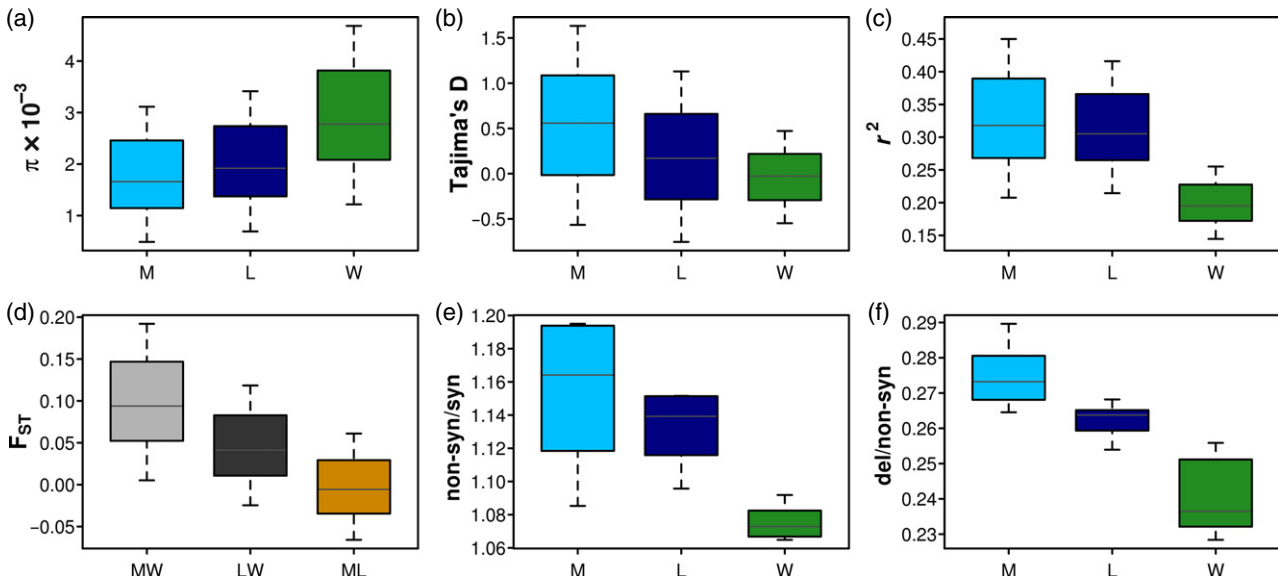 (a)
π × 10⁻³
4
3
2
1
M L W
(b)
Tajima's D
1.5
1.0
0.5
0.0
−0.5
M L W
(c)
r²
0.45
0.40
0.35
0.30
0.25
0.20
0.15
M L W
(d)
FST
0.20
0.15
0.10
0.05
0.00
−0.05
MW LW ML
(e)
non-syn/syn
1.20
1.18
1.16
1.14
1.12
1.10
1.08
1.06
M L W
(f)
del/non-syn
0.29
0.28
0.27
0.26
0.25
0.24
0.23
M L W